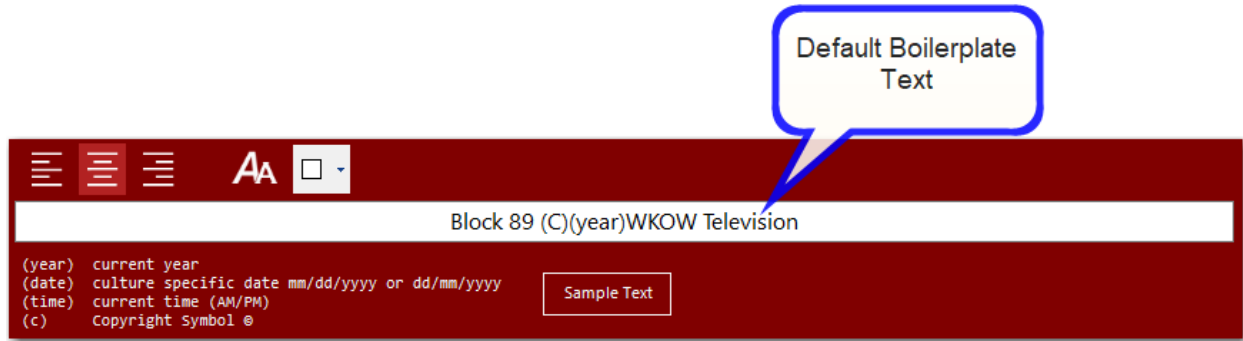 Default Boilerplate
Text
AA
Block 89 (C)(year)WKOW Television
(year) current year
(date) culture specific date mm/dd/yyyy or dd/mm/yyyy
(time) current time (AM/PM)
(c) Copyright Symbol ©
Sample Text